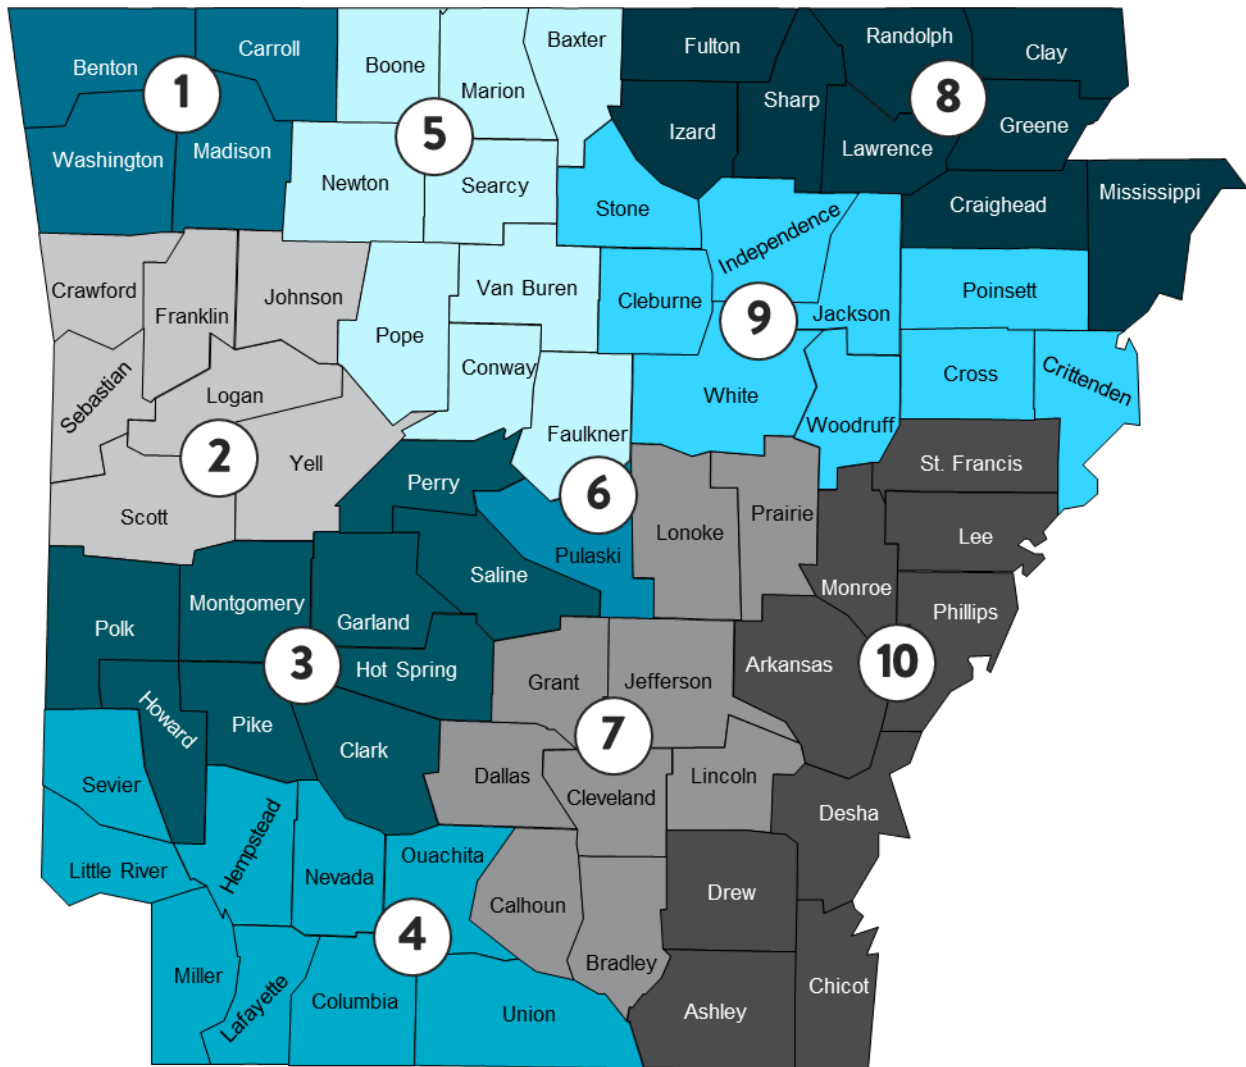 Benton
Carroll
Boone
Marion
Baxter
Fulton
Sharp
Randolph
Clay
1
5
8
Izard
Lawrence
Greene
Washington
Madison
Newton
Searcy
Stone
Independence
Craighead
Mississippi
Crawford
Franklin
Johnson
Pope
Van Buren
Cleburne
9
Jackson
Poinsett
Sebastian
Logan
Conway
White
Woodruff
Cross
Crittenden
2
Yell
Faulkner
6
St. Francis
Scott
Perry
Pulaski
Lonoke
Prairie
Lee
Polk
Montgomery
Garland
Saline
Monroe
Phillips
3
Hot Spring
Grant
Jefferson
Arkansas
10
Howard
Pike
Clark
7
Sevier
Dallas
Cleveland
Lincoln
Desha
Little River
Hempstead
Nevada
Ouachita
Calhoun
Drew
4
Miller
Lafayette
Columbia
Union
Bradley
Ashley
Chicot